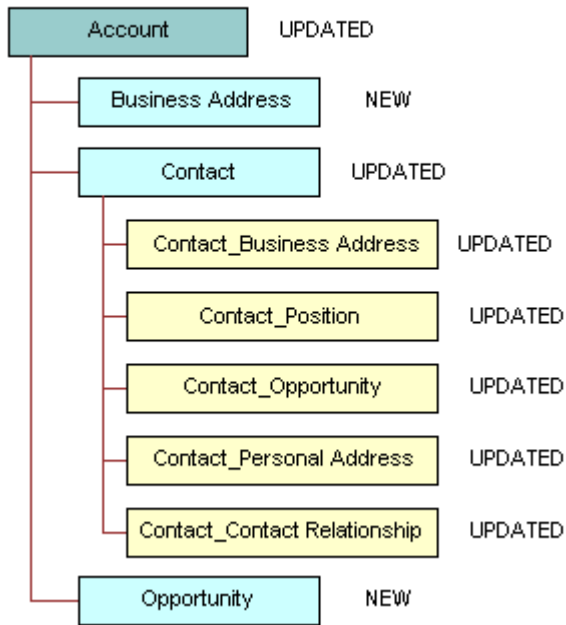 Account UPDATED
Business Address NEW
Contact UPDATED
Contact_Business Address UPDATED
Contact_Position UPDATED
Contact_Opportunity UPDATED
Contact_Personal Address UPDATED
Contact_Contact Relationship UPDATED
Opportunity NEW